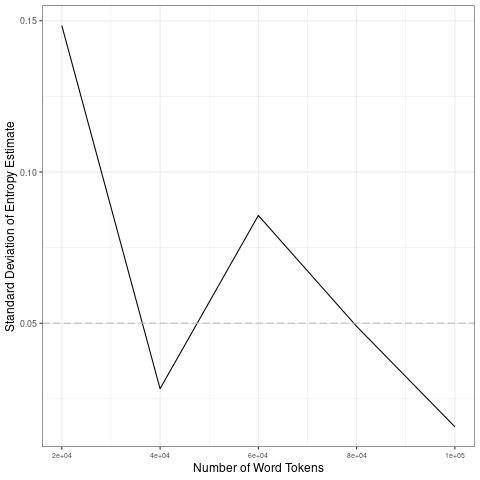 Standard Deviation of Entropy Estimate
0.15
0.10
0.05
2e+04 4e+04 6e+04 8e+04 1e+05
Number of Word Tokens